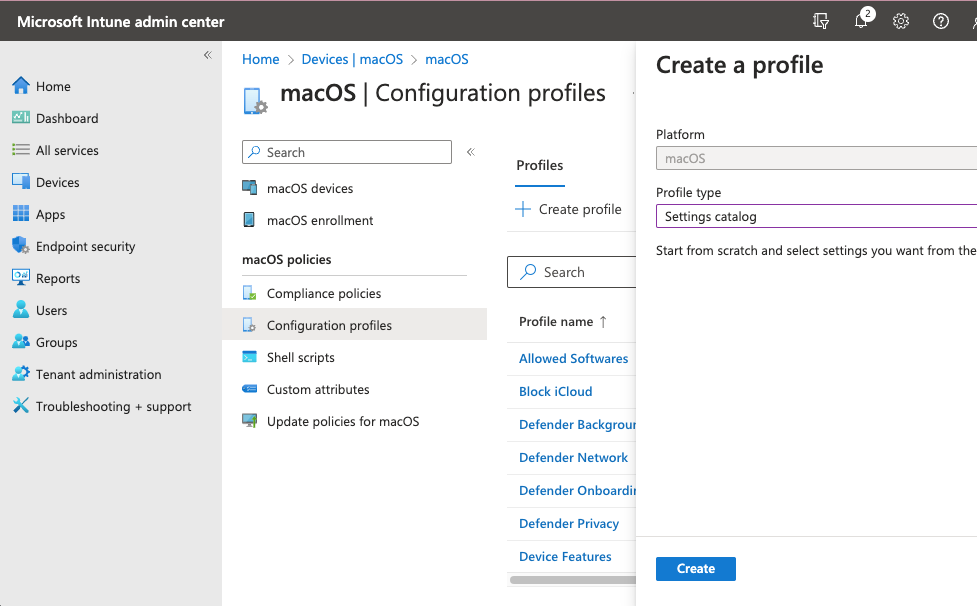 Microsoft Intune admin center
2
Home
Dashboard
All services
Devices
Apps
Endpoint security
Reports
Users
Groups
Tenant administration
Troubleshooting + support
Home > Devices | macOS > macOS
macOS | Configuration profiles
Search
macOS devices
macOS enrollment
macOS policies
Compliance policies
Configuration profiles
Shell scripts
Custom attributes
Update policies for macOS
Profiles
Create profile
Search
Profile name ↑
Allowed Softwares
Block iCloud
Defender Backgroun
Defender Network
Defender Onboardin
Defender Privacy
Device Features
Create a profile
Platform
macOS
Profile type
Settings catalog
Start from scratch and select settings you want from the
Create